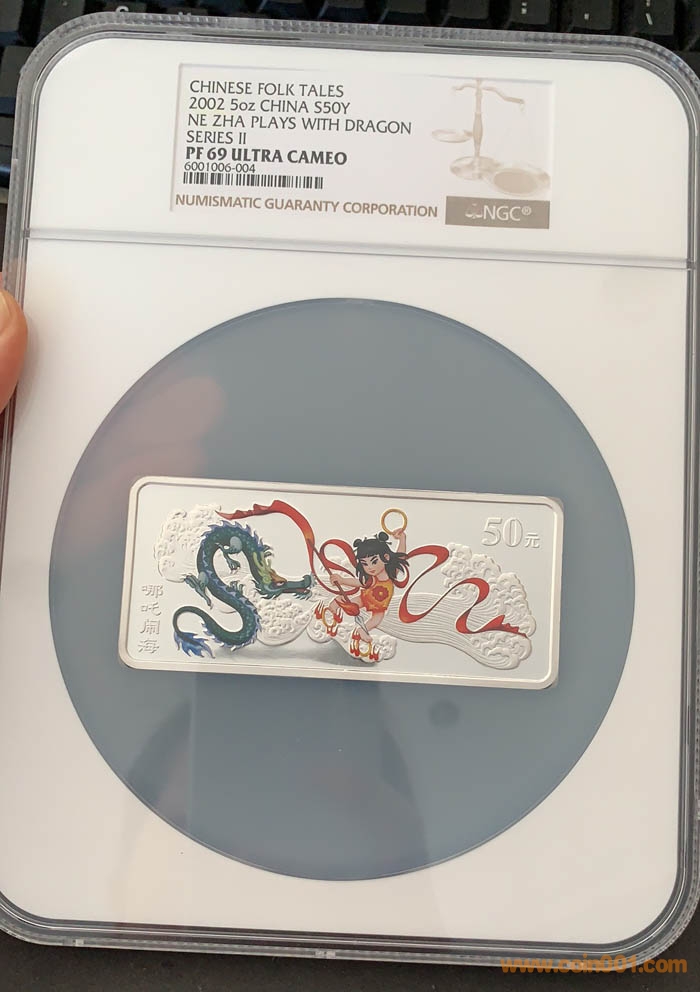 CHINESE FOLK TALES
2002 5oz CHINA S50Y
NE ZHA PLAYS WITH DRAGON
SERIES II
PF 69 ULTRA CAMEO
6001006-004
NUMISMATIC GUARANTY CORPORATION
NGC®
50元
哪吒闹海
www.coin001.com